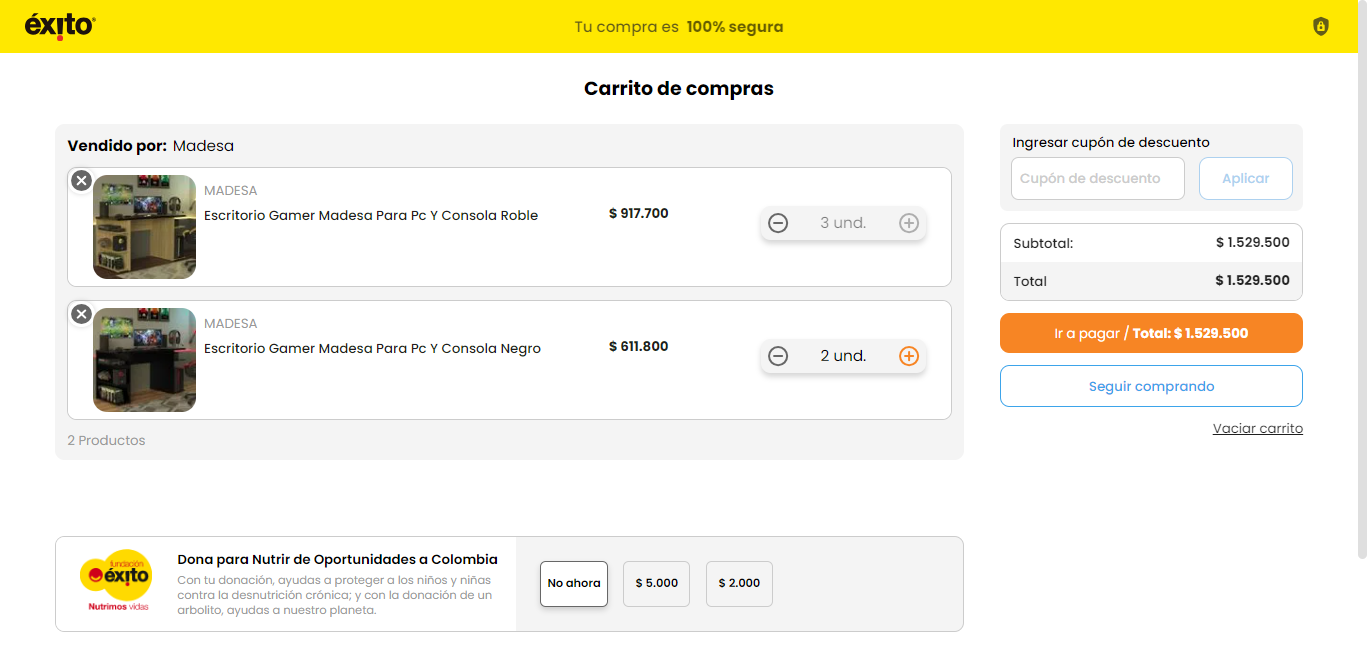 éxito
Tu compra es 100% segura
Carrito de compras
Vendido por: Madesa
MADESA
Escritorio Gamer Madesa Para Pc Y Consola Roble
$ 917.700
3 und.
MADESA
Escritorio Gamer Madesa Para Pc Y Consola Negro
$ 611.800
2 und.
2 Productos
Ingresar cupón de descuento
Cupón de descuento
Aplicar
Subtotal: $ 1.529.500
Total $ 1.529.500
Ir a pagar / Total: $ 1.529.500
Seguir comprando
Vaciar carrito
fundación
éxito
Nutrimos vidas
Dona para Nutrir de Oportunidades a Colombia
Con tu donación, ayudas a proteger a los niños y niñas
contra la desnutrición crónica; y con la donación de un
arbolito, ayudas a nuestro planeta.
No ahora
$ 5.000
$ 2.000